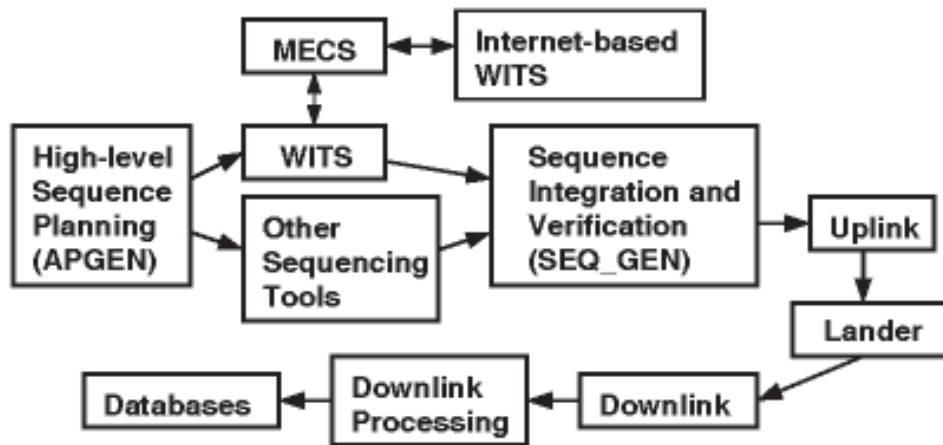 MECS
Internet-based
WITS
High-level
Sequence
Planning
(APGEN)
WITS
Other
Sequencing
Tools
Sequence
Integration and
Verification
(SEQ_GEN)
Uplink
Lander
Downlink
Downlink
Processing
Databases